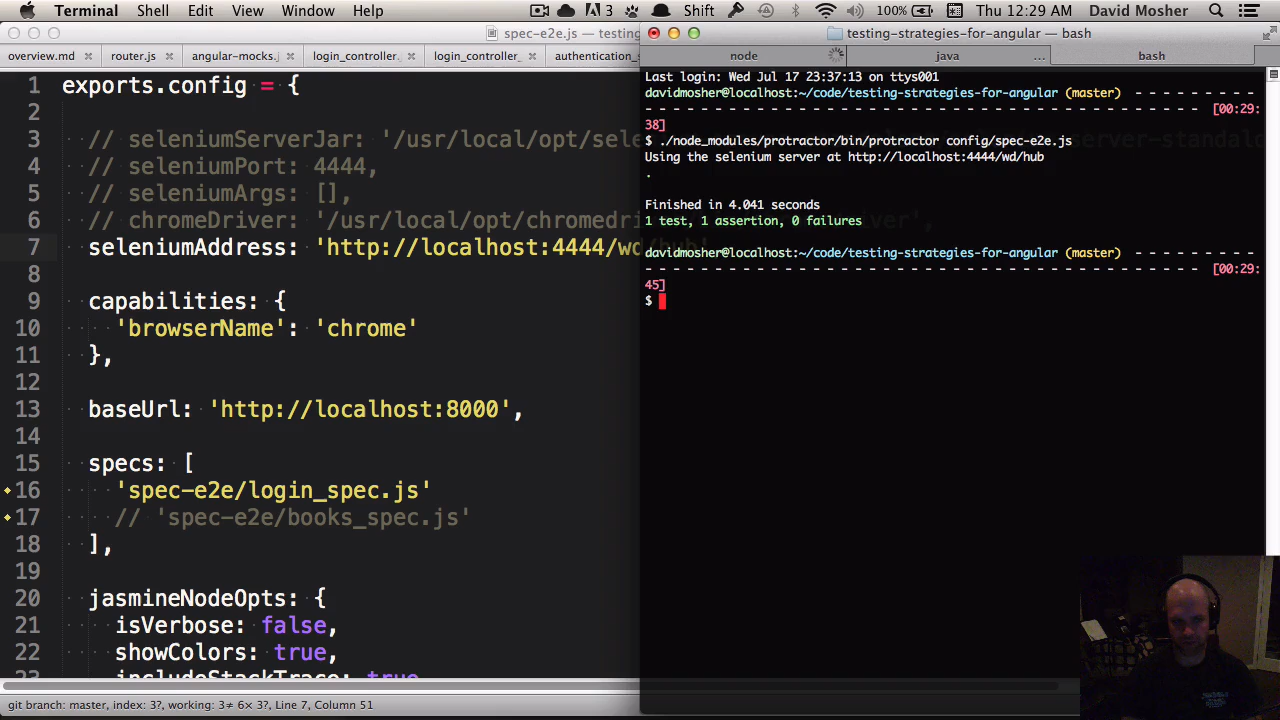 Terminal Shell Edit View Window Help 3 Shift 100% Thu 12:29 AM David Mosher
spec-e2e.js — testing
overview.md router.js angular-mocks. login_controller login_controller_ authentication_s
1 exports.config = {
2
3 // seleniumServerJar: '/usr/local/opt/sele
4 // seleniumPort: 4444,
5 // seleniumArgs: [],
6 // chromeDriver: '/usr/local/opt/chromedri
7 seleniumAddress: 'http://localhost:4444/wd/hub'
8
9 capabilities: {
10 'browserName': 'chrome'
11 },
12
13 baseUrl: 'http://localhost:8000',
14
15 specs: [
16 'spec-e2e/login_spec.js'
17 // 'spec-e2e/books_spec.js'
18 ],
19
20 jasmineNodeOpts: {
21 isVerbose: false,
22 showColors: true,
23 includeStackTrace: true
git branch: master, index: 3?, working: 3≠ 6× 3?, Line 7, Column 51
testing-strategies-for-angular — bash
node java ... bash
Last login: Wed Jul 17 23:37:13 on ttys001
davidmosher@localhost:~/code/testing-strategies-for-angular (master) - - - - - - - - -
- - - - - - - - - - - - - - - - - - - - - - - - - - - - - - - - - - - - - - - - - - [00:29:
38]
$ ./node_modules/protractor/bin/protractor config/spec-e2e.js
Using the selenium server at http://localhost:4444/wd/hub
.
Finished in 4.041 seconds
1 test, 1 assertion, 0 failures
davidmosher@localhost:~/code/testing-strategies-for-angular (master) - - - - - - - - -
- - - - - - - - - - - - - - - - - - - - - - - - - - - - - - - - - - - - - - - - - - [00:29:
45]
$